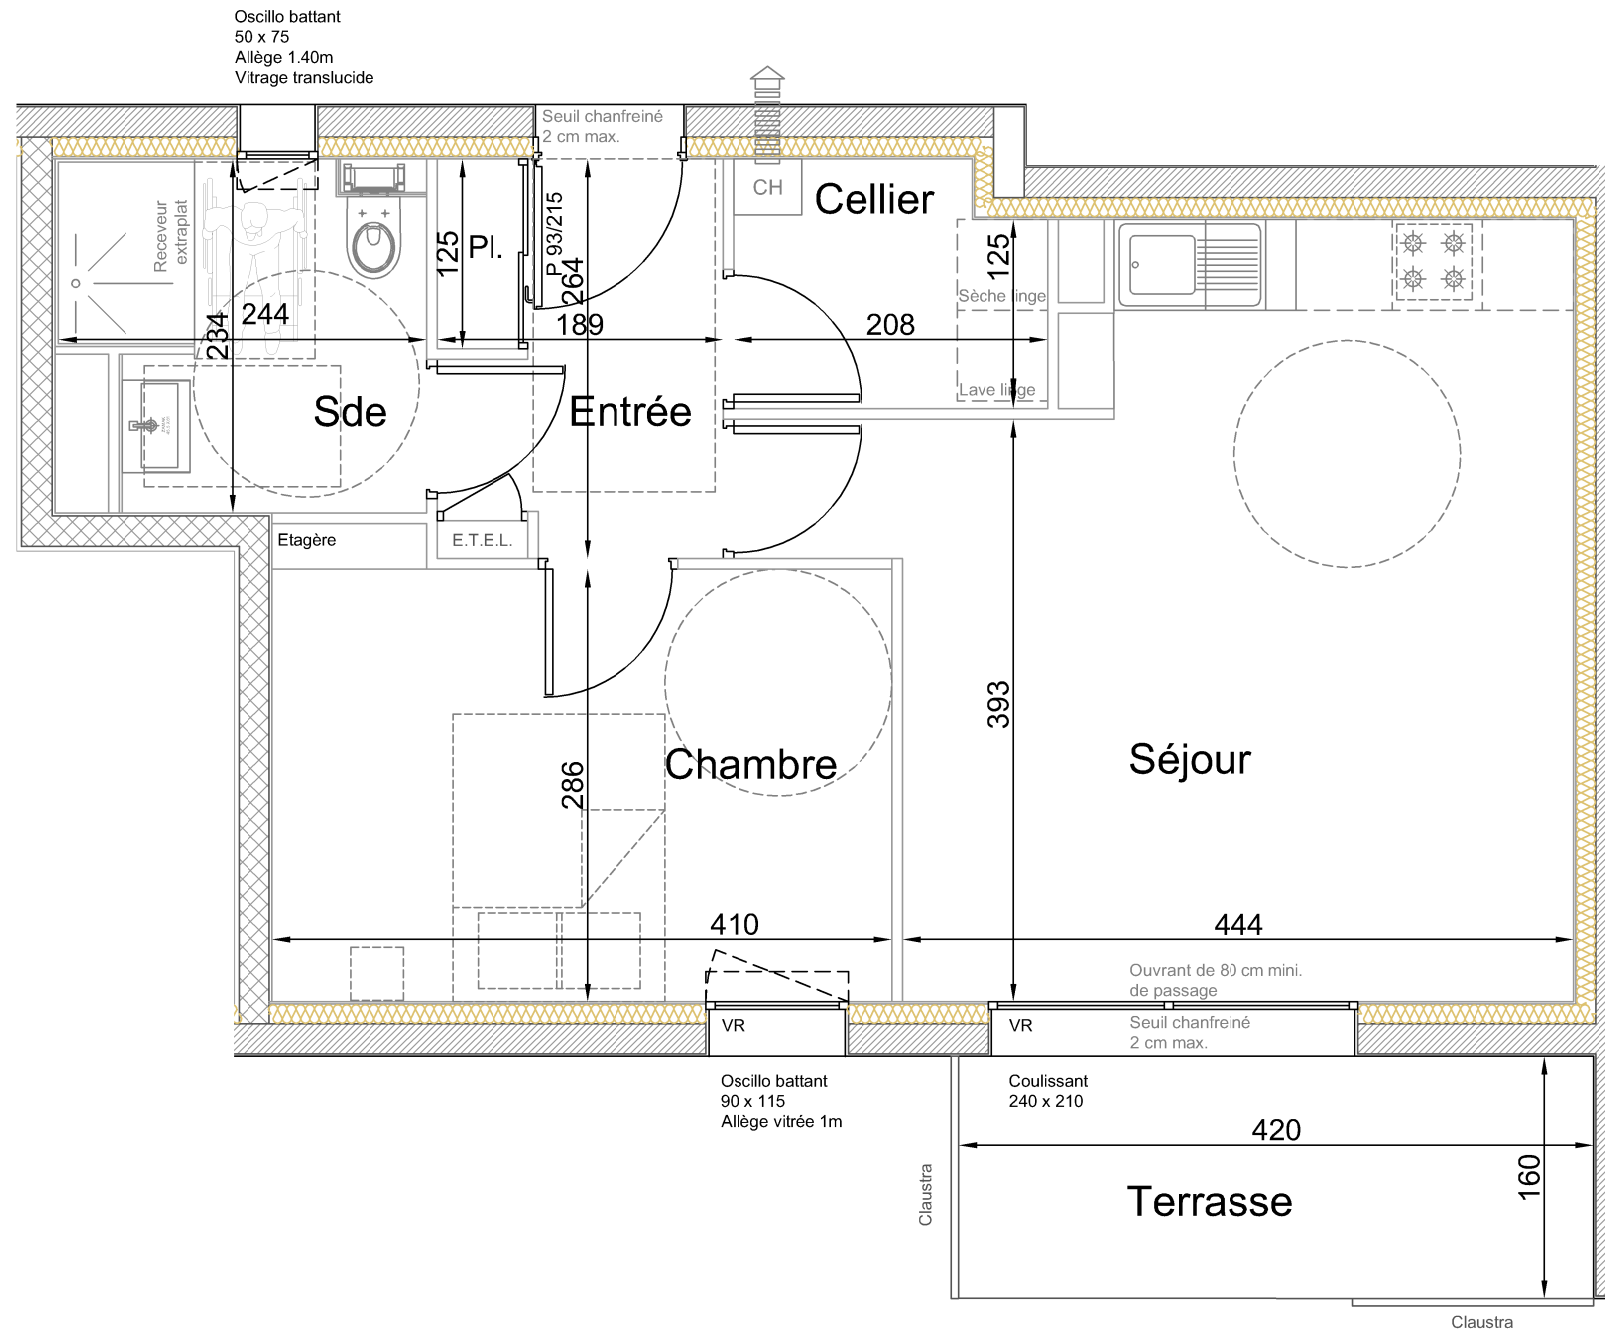 Oscillo battant
50 x 75
Allège 1.40m
Vitrage translucide
Seuil chanfreiné
2 cm max.
CH
Cellier
Receveur
extraplat
125
Pl.
P 93/215
264
125
Sèche linge
244
234
189
208
Lave linge
Sde
Entrée
Etagère
E.T.E.L.
393
286
Chambre
Séjour
410
444
Ouvrant de 80 cm mini.
de passage
VR
VR
Seuil chanfreiné
2 cm max.
Oscillo battant
90 x 115
Allège vitrée 1m
Coulissant
240 x 210
420
160
Claustra
Terrasse
Claustra